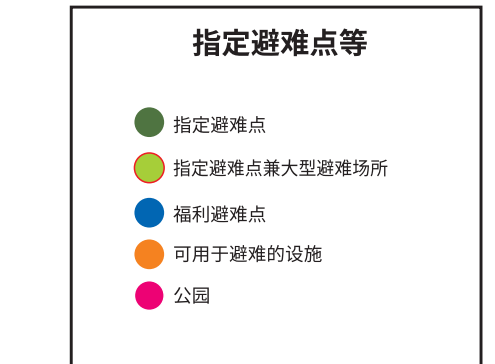 指定避难点等
指定避难点
指定避难点兼大型避难场所
福利避难点
可用于避难的设施
公园